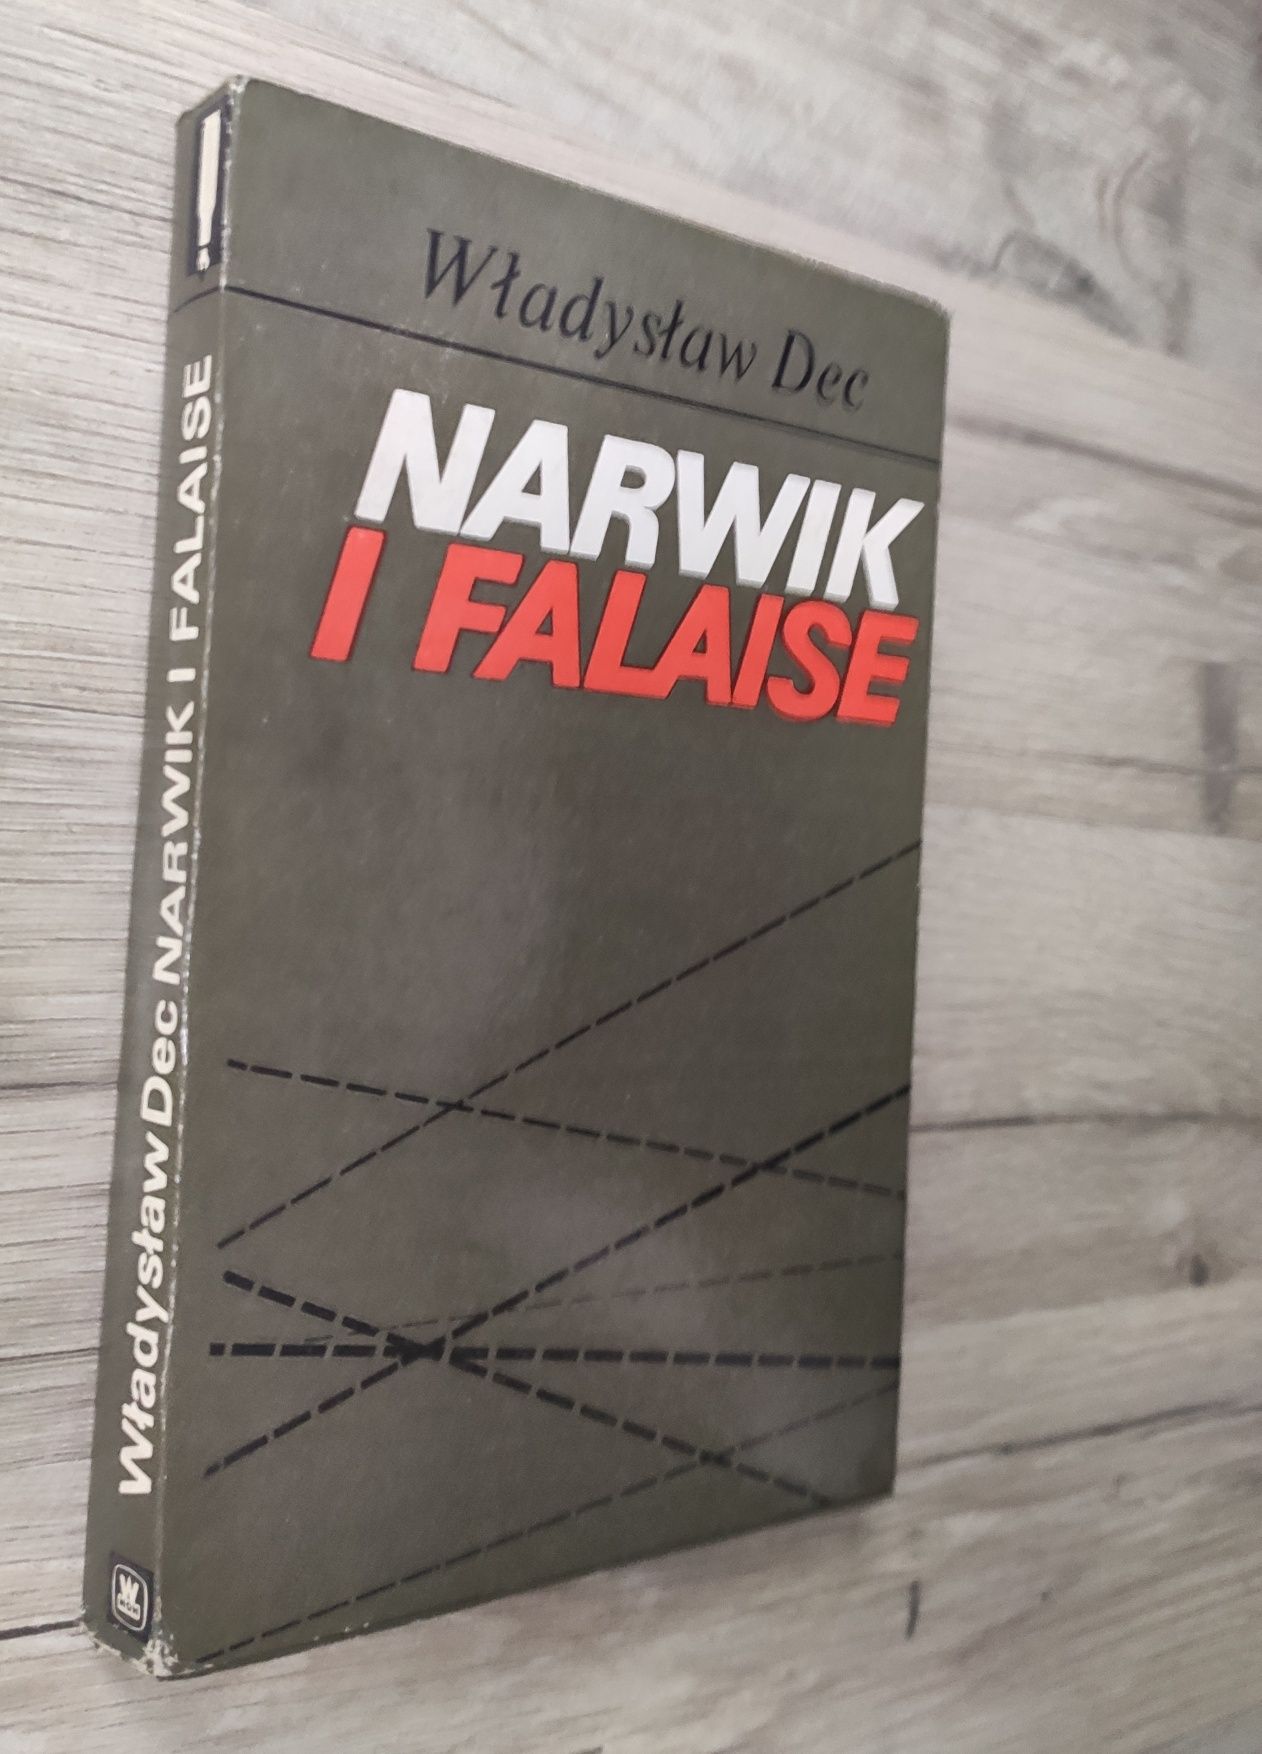 Władysław Dec
NARWIK
I FALAISE
Władysław Dec NARWIK I FALAISE